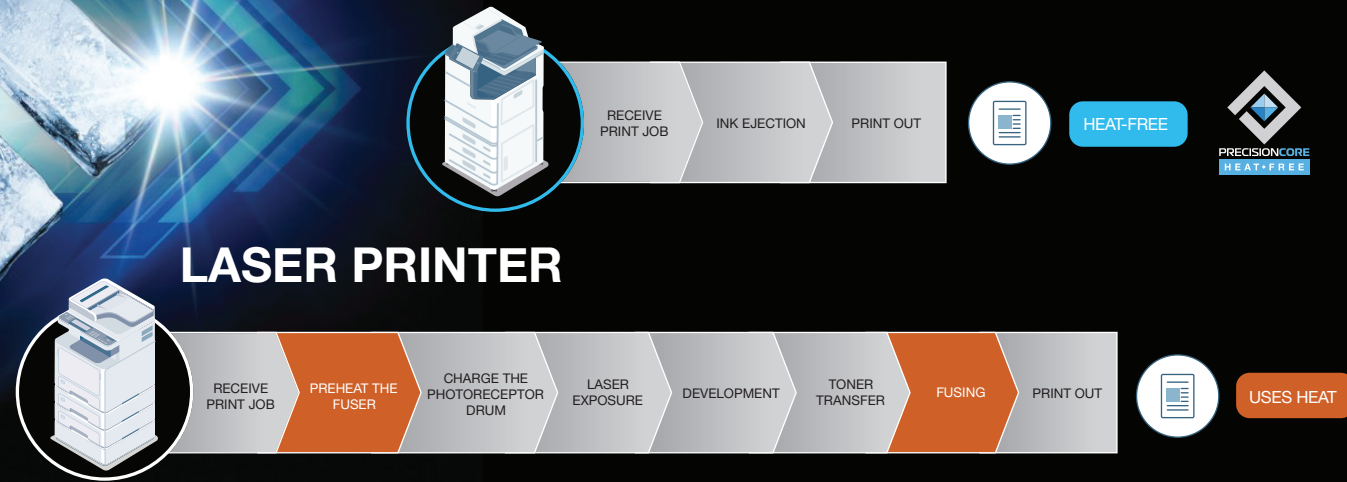 RECEIVE
PRINT JOB
INK EJECTION
PRINT OUT
HEAT-FREE
PRECISIONCORE
HEAT•FREE
LASER PRINTER
RECEIVE
PRINT JOB
PREHEAT THE
FUSER
CHARGE THE
PHOTORECEPTOR
DRUM
LASER
EXPOSURE
DEVELOPMENT
TONER
TRANSFER
FUSING
PRINT OUT
USES HEAT